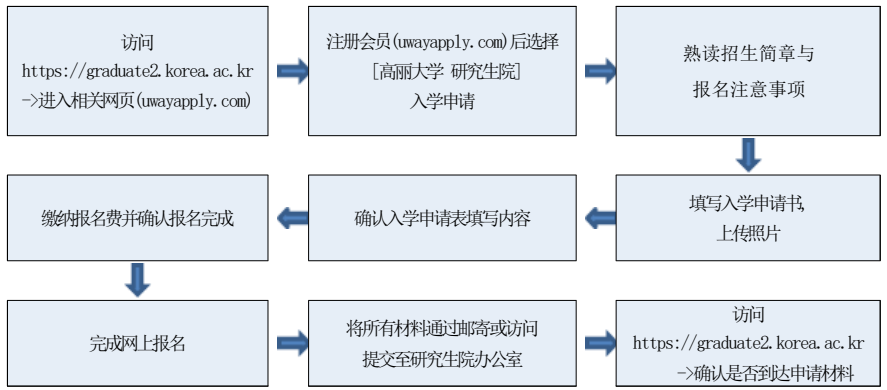 访问
https://graduate2.korea.ac.kr
->进入相关网页(uwayapply.com)
注册会员(uwayapply.com)后选择
[高丽大学 研究生院]
入学申请
熟读招生简章与
报名注意事项
填写入学申请书,
上传照片
确认入学申请表填写内容
缴纳报名费并确认报名完成
完成网上报名
将所有材料通过邮寄或访问
提交至研究生院办公室
访问
https://graduate2.korea.ac.kr
->确认是否到达申请材料